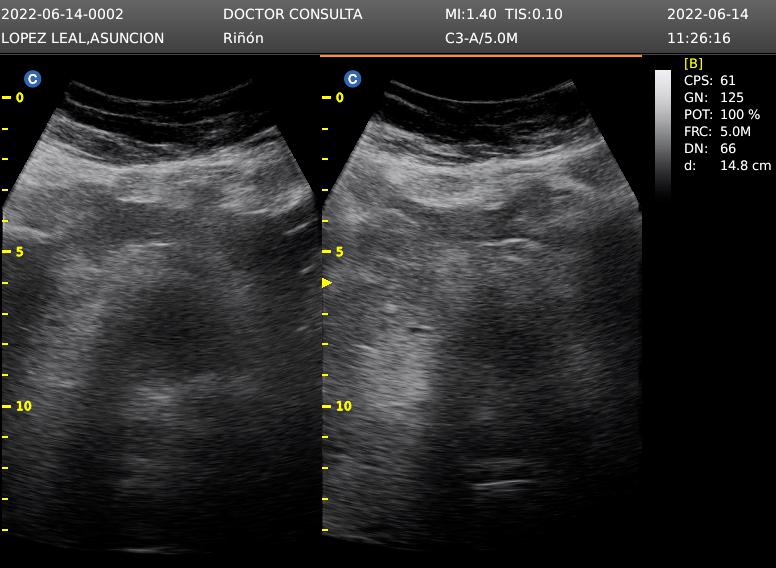 2022-06-14-0002 DOCTOR CONSULTA MI:1.40 TIS:0.10 2022-06-14
LOPEZ LEAL,ASUNCION Riñón C3-A/5.0M 11:26:16
C C [B]
0 0 CPS: 61
GN: 125
POT: 100 %
FRC: 5.0M
DN: 66
d: 14.8 cm
5 5
10 10